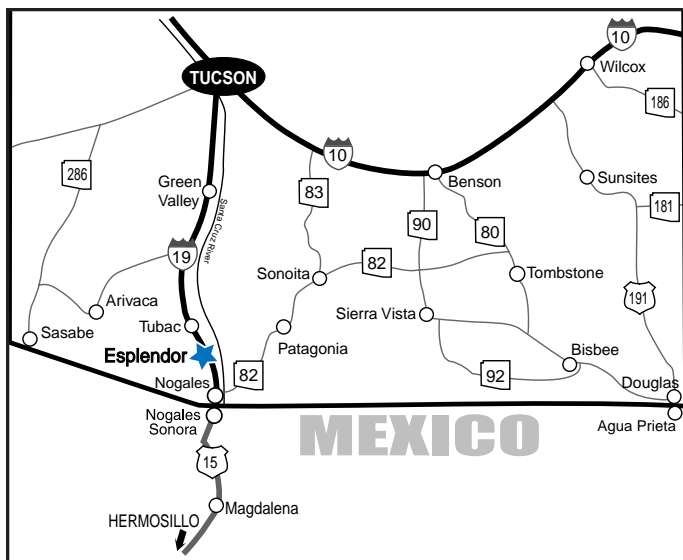 10
Wilcox
TUCSON
186
10
286
Benson
Sunsites
83
Green
Valley
Santa Cruz River
181
90
80
19
82
Sonoita
Tombstone
191
Arivaca
Sierra Vista
Tubac
Sasabe
Patagonia
Esplendor
Bisbee
82
92
Nogales
Douglas
Nogales
Sonora
Agua Prieta
MEXICO
15
Magdalena
HERMOSILLO